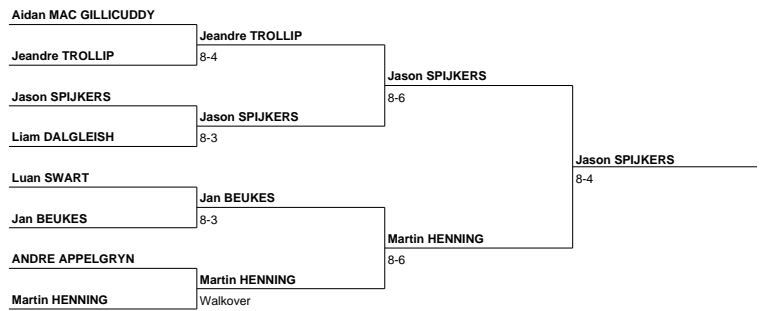 Aidan MAC GILLICUDDY
Jeandre TROLLIP
Jeandre TROLLIP
8-4
Jason SPIJKERS
8-6
Jason SPIJKERS
Jason SPIJKERS
8-3
Liam DALGLEISH
Jason SPIJKERS
8-4
Luan SWART
Jan BEUKES
8-3
Jan BEUKES
Martin HENNING
8-6
ANDRE APPELGRYN
Martin HENNING
Walkover
Martin HENNING